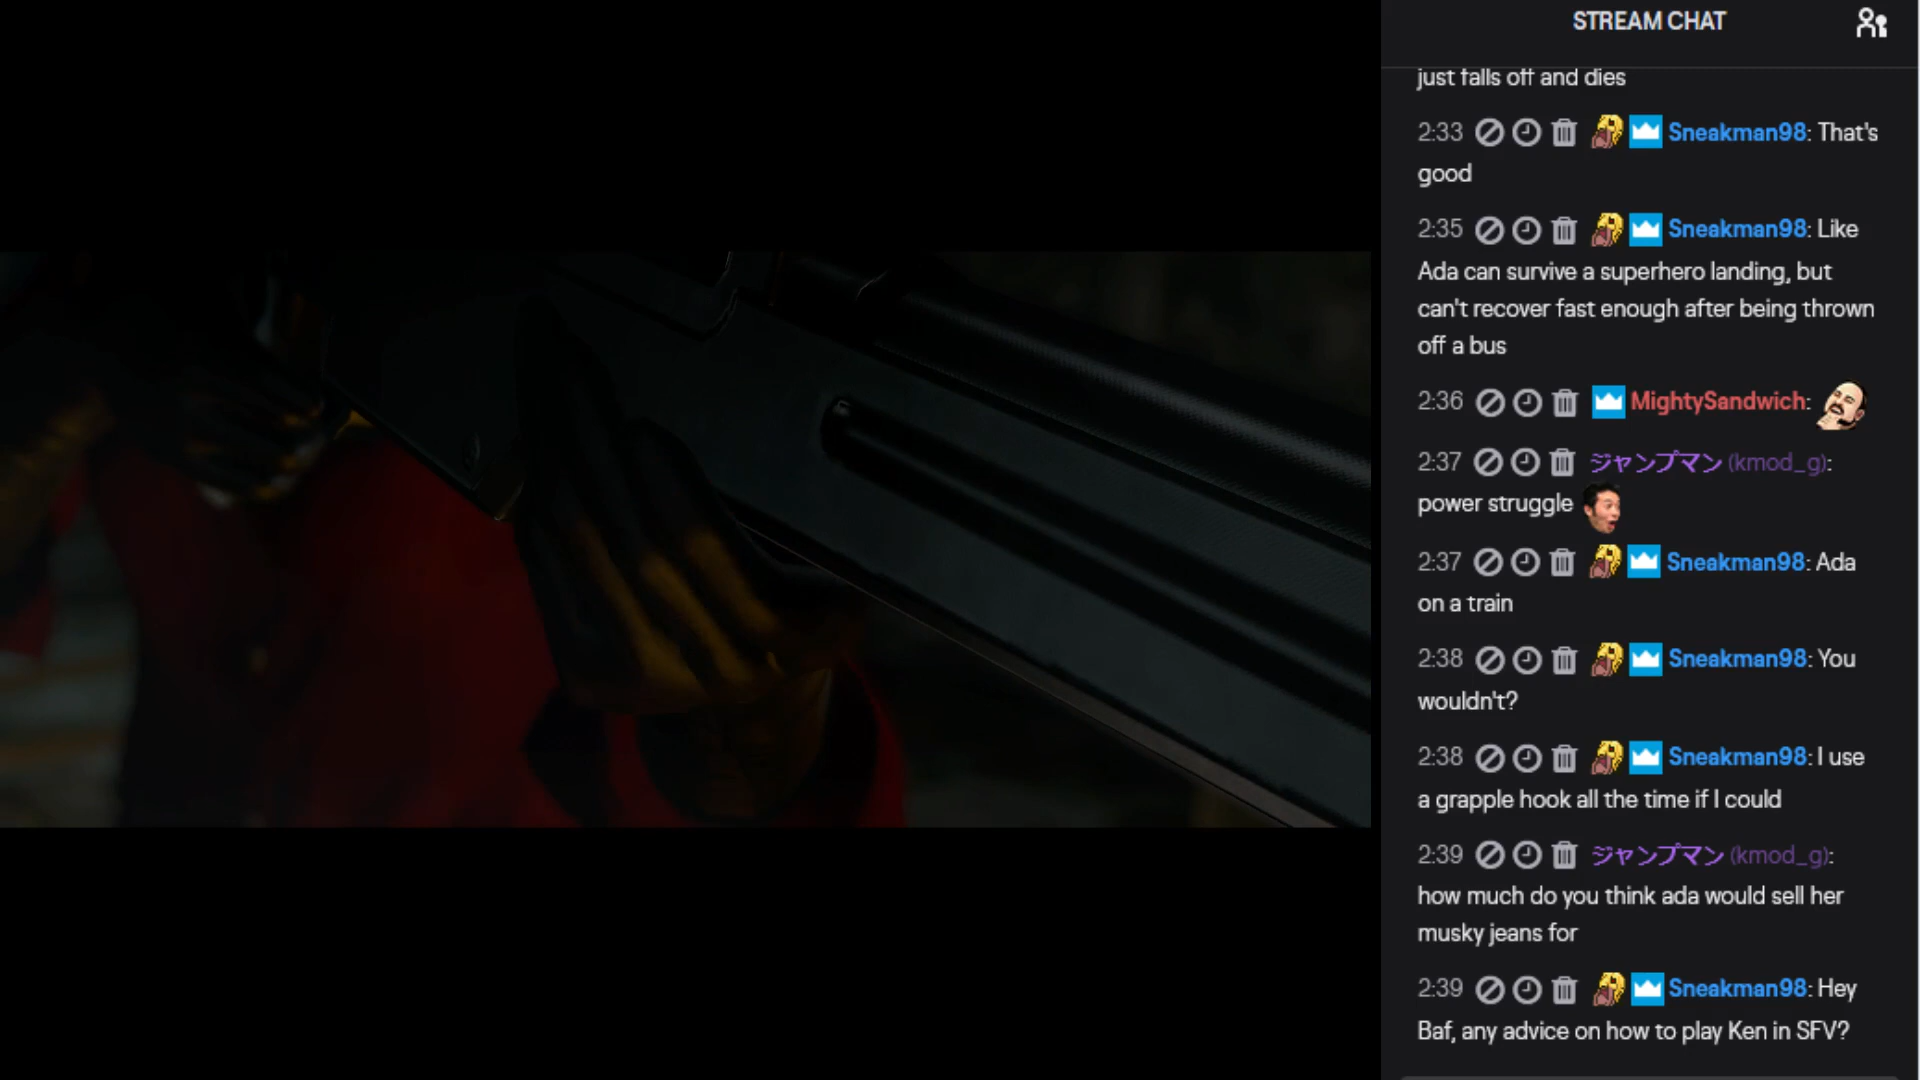 STREAM CHAT
just falls off and dies
2:33 Sneakman98: That's
good
2:35 Sneakman98: Like
Ada can survive a superhero landing, but
can't recover fast enough after being thrown
off a bus
2:36 MightySandwich:
2:37 ジャンプマン (kmod_g):
power struggle
2:37 Sneakman98: Ada
on a train
2:38 Sneakman98: You
wouldn't?
2:38 Sneakman98: I use
a grapple hook all the time if I could
2:39 ジャンプマン (kmod_g):
how much do you think ada would sell her
musky jeans for
2:39 Sneakman98: Hey
Baf, any advice on how to play Ken in SFV?